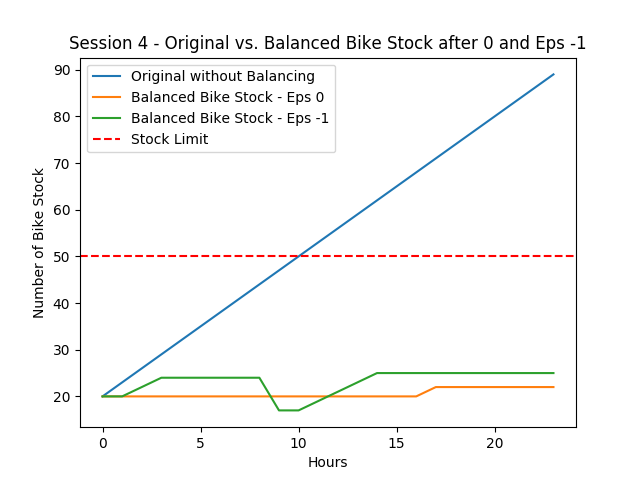 Session 4 - Original vs. Balanced Bike Stock after 0 and Eps -1
Original without Balancing
Balanced Bike Stock - Eps 0
Balanced Bike Stock - Eps -1
Stock Limit
Number of Bike Stock
90
80
70
60
50
40
30
20
0
5
10
15
20
Hours